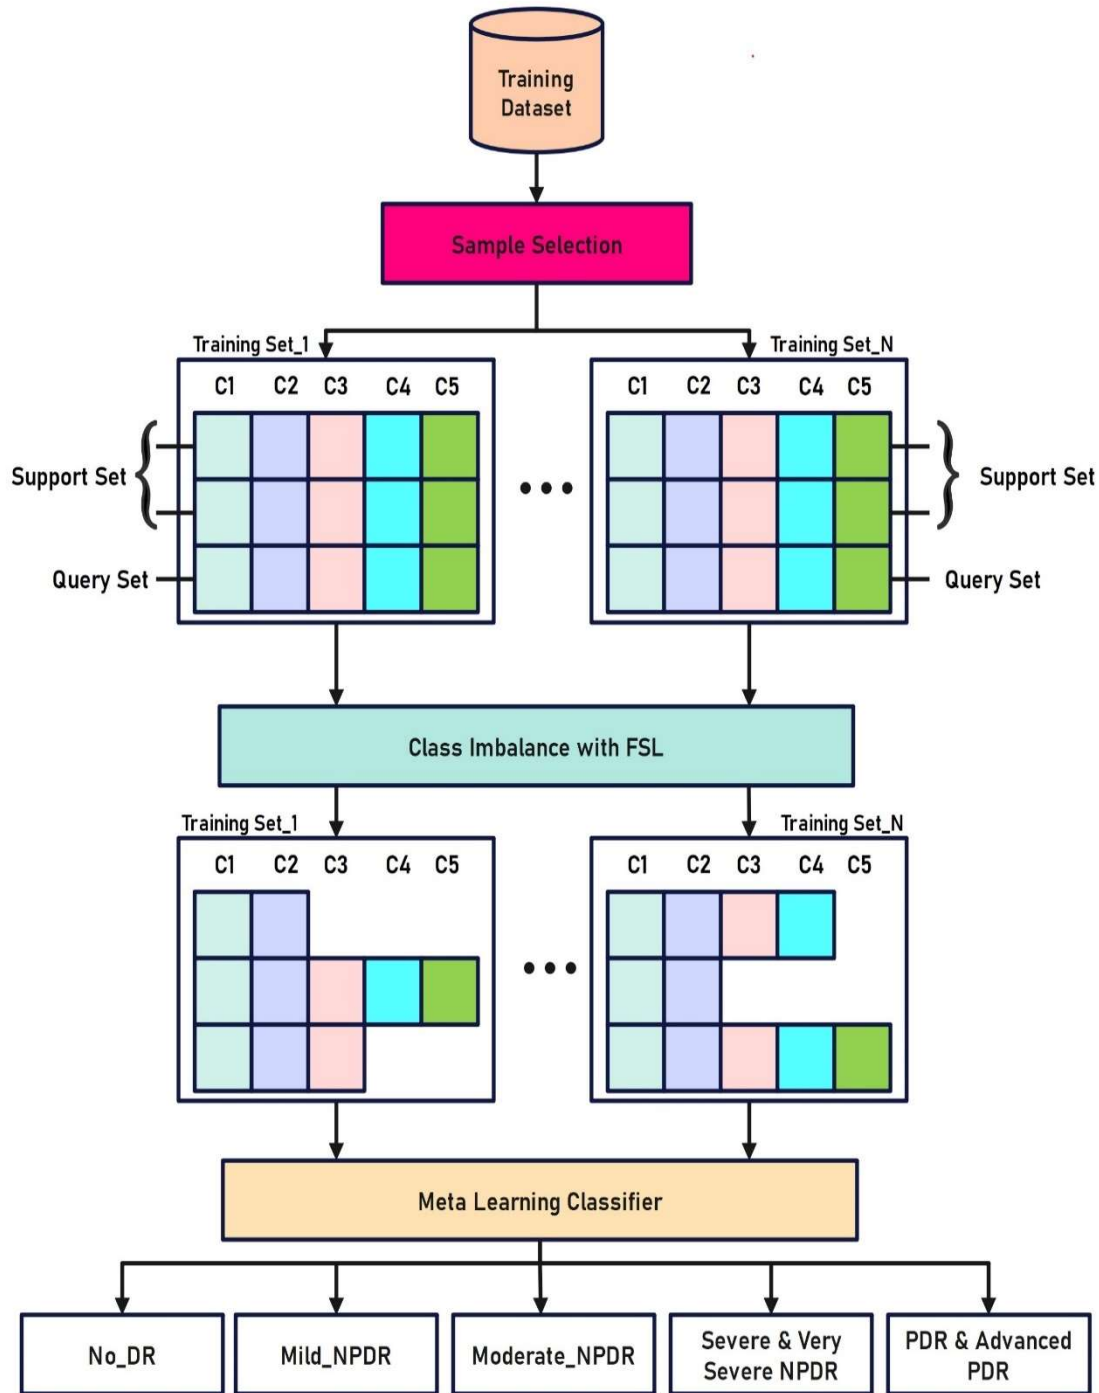 Training
Dataset
Sample Selection
Training Set_1
Training Set_N
C1 C2 C3 C4 C5
C1 C2 C3 C4 C5
Support Set
Support Set
Query Set
Query Set
Class Imbalance with FSL
Training Set_1
Training Set_N
C1 C2 C3 C4 C5
C1 C2 C3 C4 C5
Meta Learning Classifier
No_DR
Mild_NPDR
Moderate_NPDR
Severe & Very
Severe NPDR
PDR & Advanced
PDR